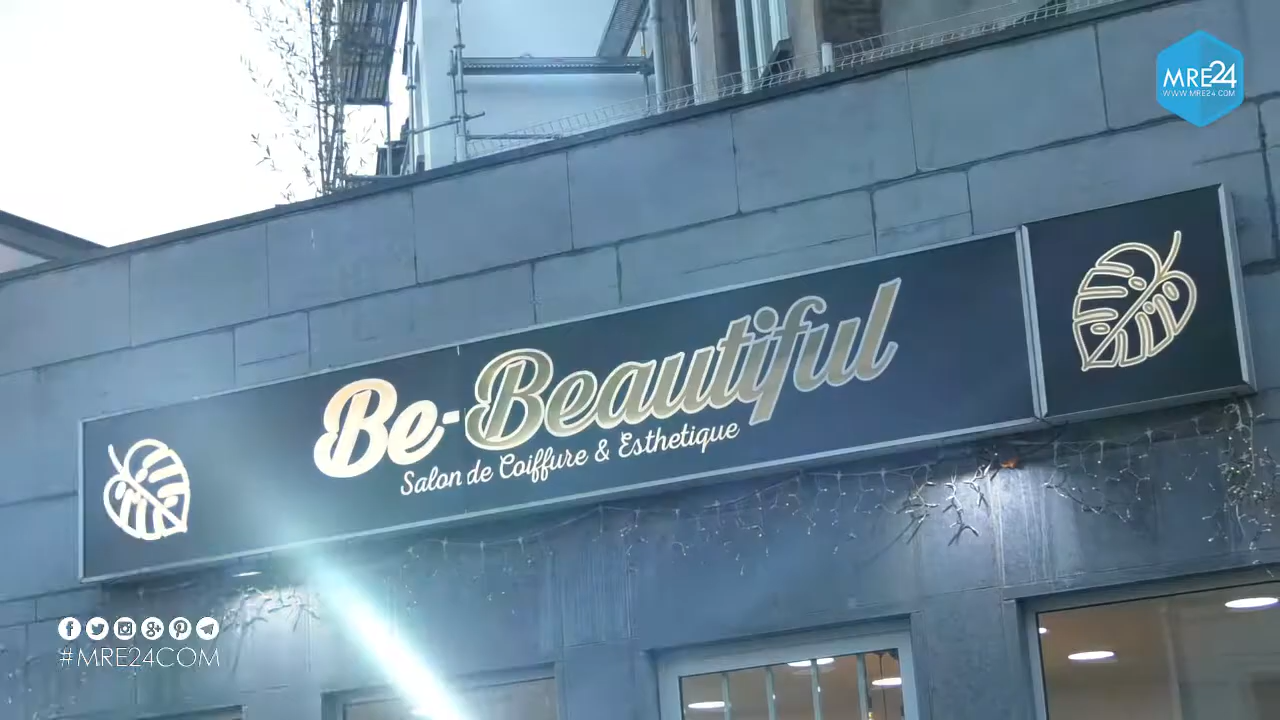 MRE24
WWW.MRE24.COM
Be-Beautiful
Salon de Coiffure & Esthetique
#MRE24COM